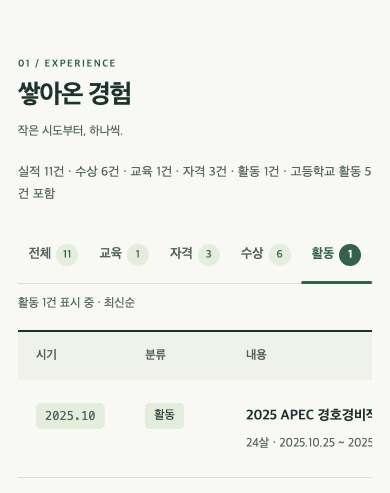 01 / EXPERIENCE
쌓아온 경험
작은 시도부터, 하나씩.
실적 11건 · 수상 6건 · 교육 1건 · 자격 3건 · 활동 1건 · 고등학교 활동 5
건 포함
전체 11 교육 1 자격 3 수상 6 활동 1
활동 1건 표시 중 · 최신순
시기 분류 내용
2025.10 활동 2025 APEC 경호경비
24살 · 2025.10.25 ~ 2025